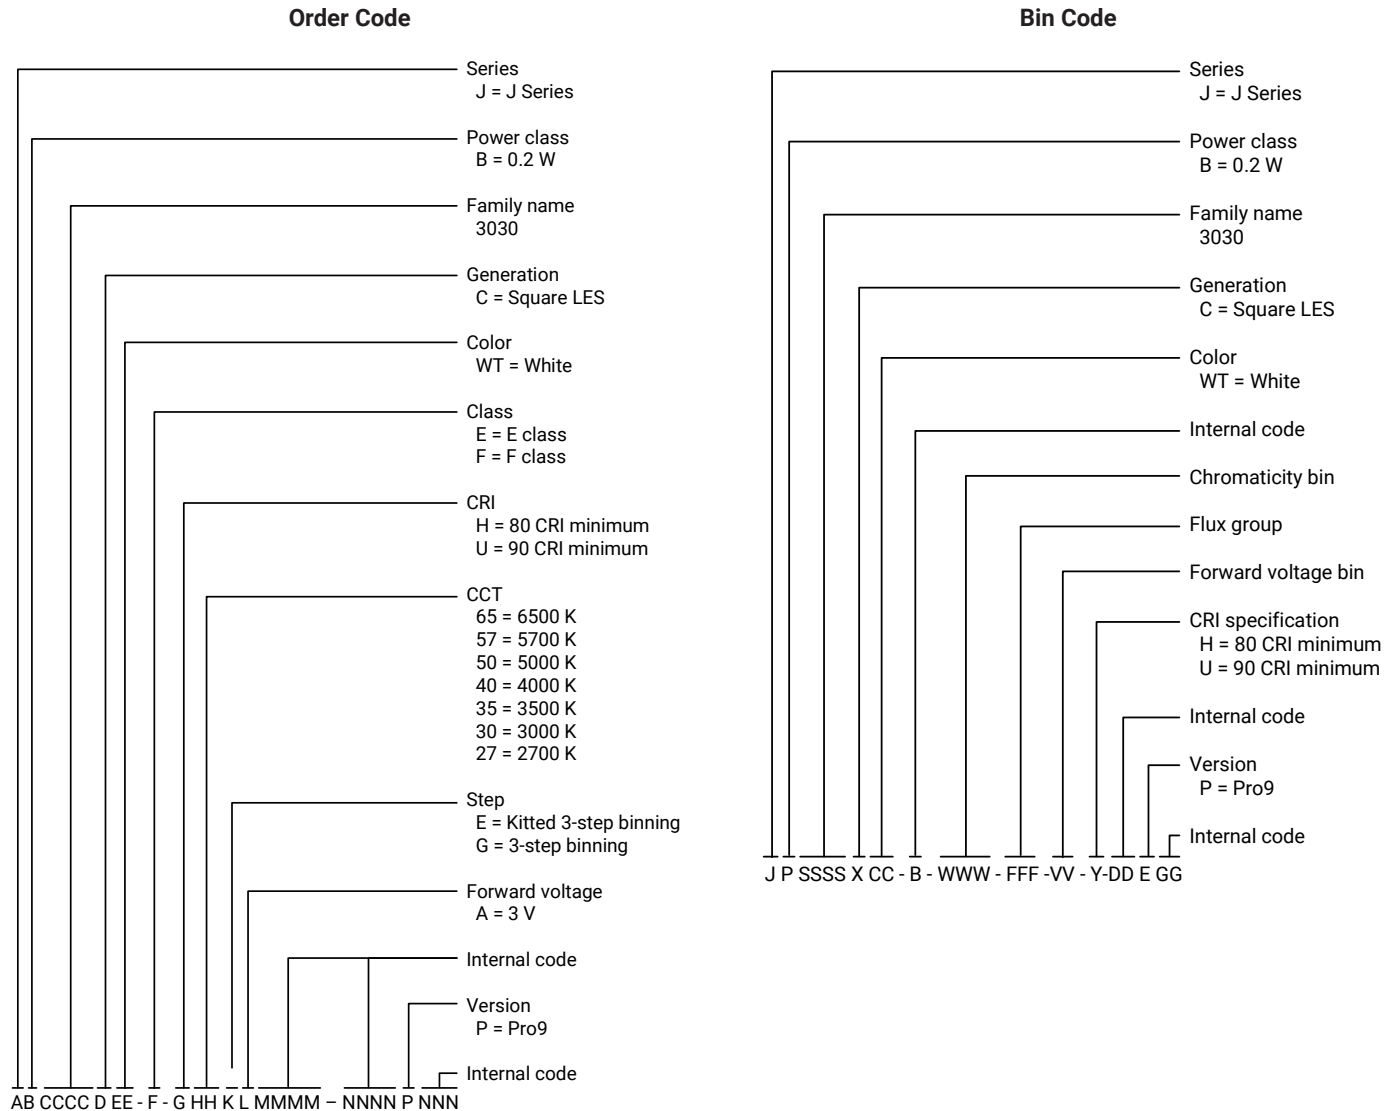 Order Code
Series
J = J Series
Power class
B = 0.2 W
Family name
3030
Generation
C = Square LES
Color
WT = White
Class
E = E class
F = F class
CRI
H = 80 CRI minimum
U = 90 CRI minimum
CCT
65 = 6500 K
57 = 5700 K
50 = 5000 K
40 = 4000 K
35 = 3500 K
30 = 3000 K
27 = 2700 K
Step
E = Kitted 3-step binning
G = 3-step binning
Forward voltage
A = 3 V
Internal code
Version
P = Pro9
Internal code
AB CCCC D EE - F - G HH K L MMMM – NNNN P NNN
Bin Code
Series
J = J Series
Power class
B = 0.2 W
Family name
3030
Generation
C = Square LES
Color
WT = White
Internal code
Chromaticity bin
Flux group
Forward voltage bin
CRI specification
H = 80 CRI minimum
U = 90 CRI minimum
Internal code
Version
P = Pro9
Internal code
J P SSSS X CC - B - WWW - FFF -VV - Y-DD E GG